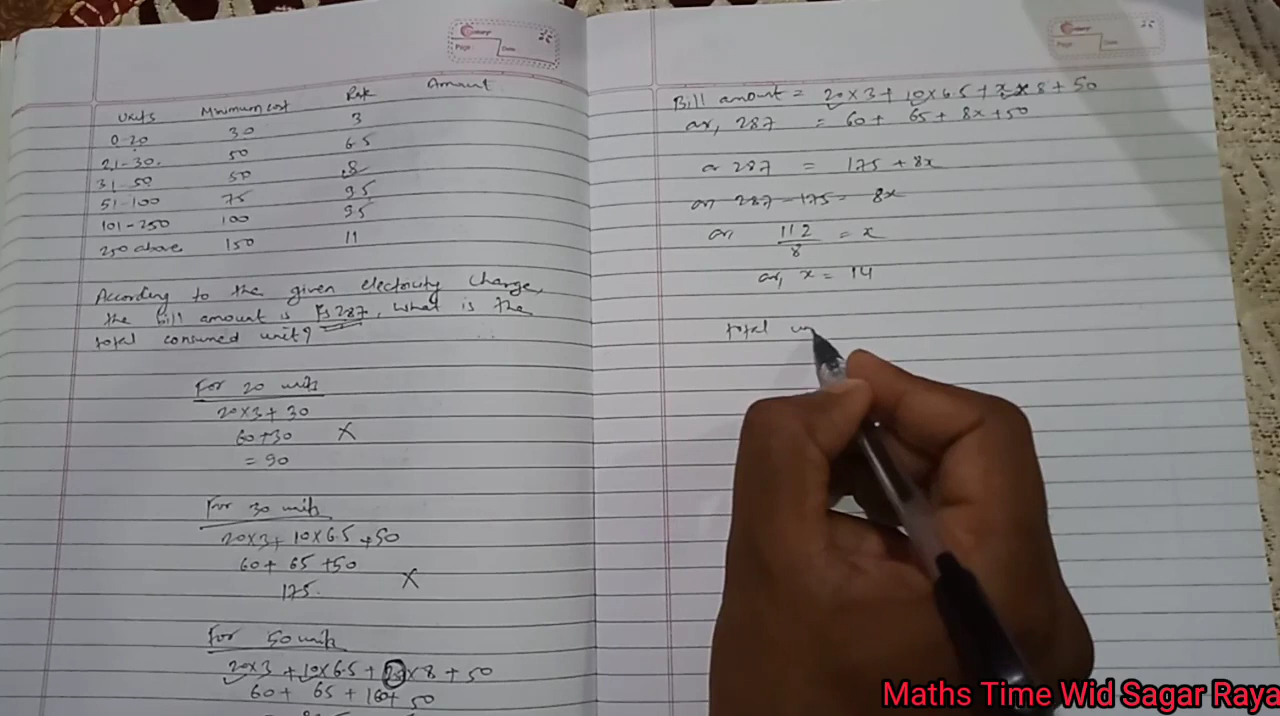 Page: Date:
Units Minimum cost Rate Amount
0-20 30 3
21-30. 50 6.5
31-50 50 8
51-100 75 9.5
101-250 100 9.5
250 above 150 11
According to the given electricity charge,
the bill amount is Rs 287, what is the
total consumed unit?
For 20 units
20×3+30
60+30 X
= 90
For 30 units
20×3+10×6.5+50
60+ 65 +50
175. X
For 50 units
20×3 +10×6.5+ 20×8 + 50
60+ 65 + 160+ 50
Page: Date:
Bill amount = 20×3+ 10×6.5+x×8+50
or, 287 = 60+ 65+8x+50
or 287 = 175+8x
or 287-175= 8x
or, 112/8 = x
or, x = 14
total un
Maths Time Wid Sagar Raya